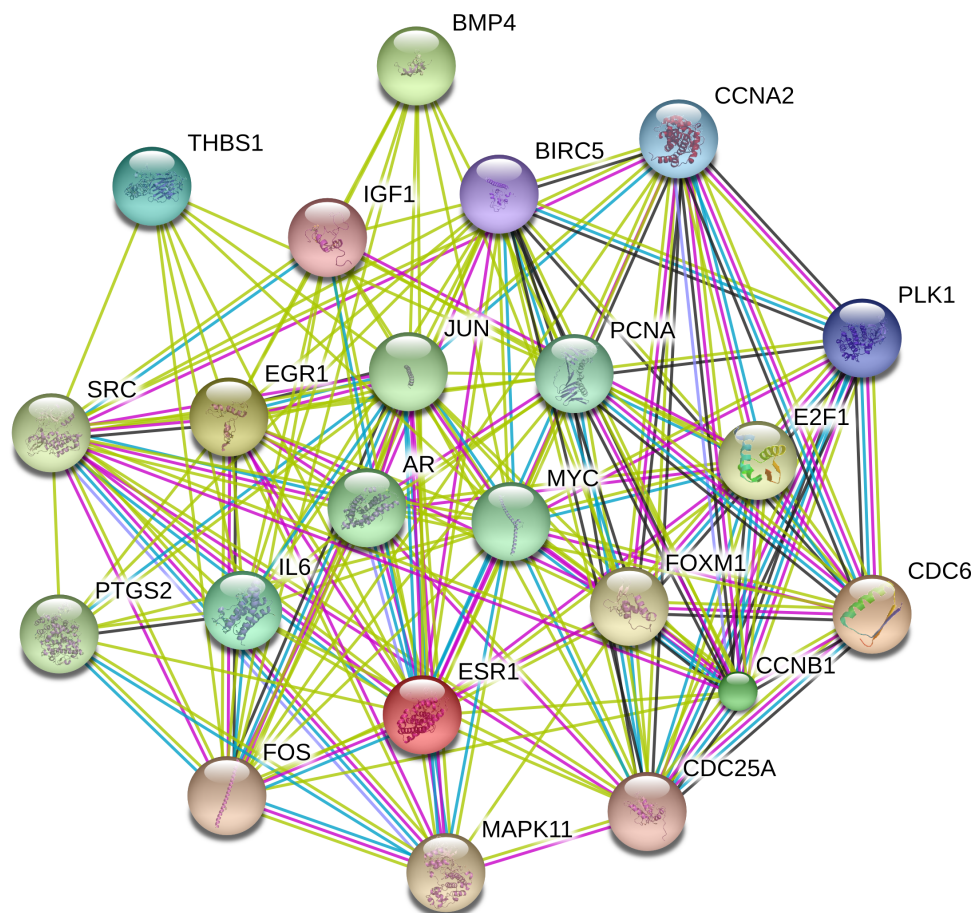 BMP4
CCNA2
THBS1
BIRC5
IGF1
PLK1
JUN
PCNA
EGR1
SRC
E2F1
AR
MYC
IL6
FOXM1
CDC6
PTGS2
CCNB1
ESR1
FOS
CDC25A
MAPK11